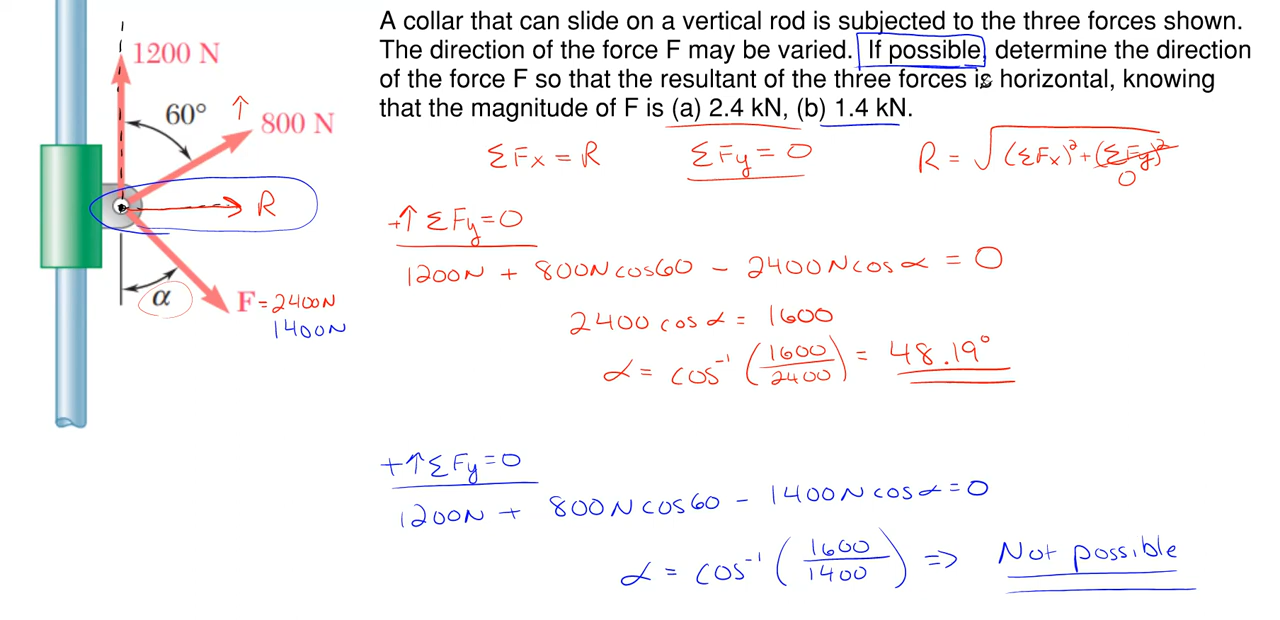 A collar that can slide on a vertical rod is subjected to the three forces shown.
The direction of the force F may be varied. If possible, determine the direction
of the force F so that the resultant of the three forces is horizontal, knowing
that the magnitude of F is (a) 2.4 kN, (b) 1.4 kN.
1200 N
60° ↑
800 N
R
α
F = 2400N
1400N
ΣFx = R ΣFy = 0 R = √((ΣFx)² + (ΣFy)²)
0
+↑ ΣFy = 0
1200N + 800N cos60 - 2400N cos α = 0
2400 cos α = 1600
α = cos⁻¹ (1600/2400) = 48.19°
+↑ ΣFy = 0
1200N + 800N cos60 - 1400N cos α = 0
α = cos⁻¹ (1600/1400) => Not possible